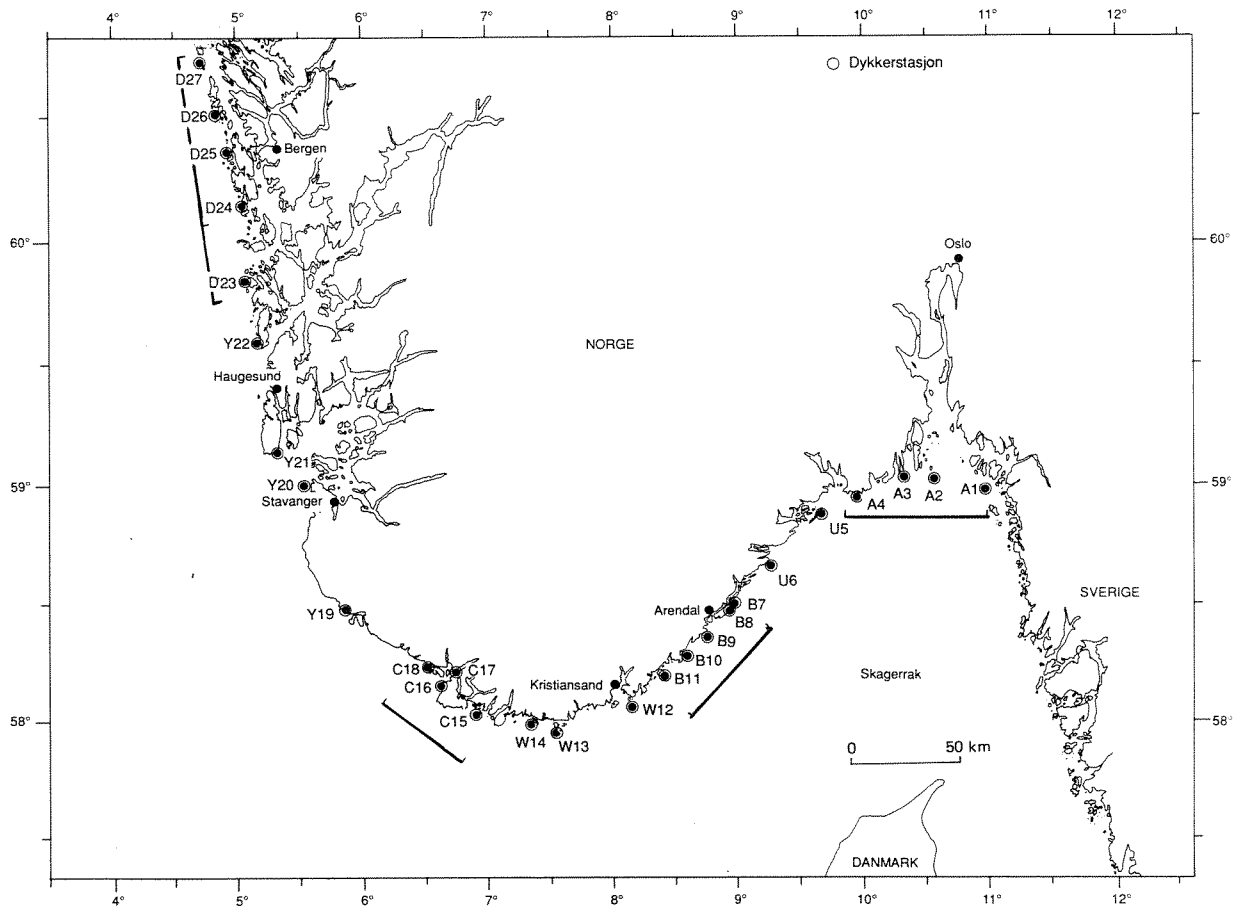 4° 5° 6° 7° 8° 9° 10° 11° 12°
Dykkerstasjon
D27
D26
Bergen
D25
D24
60° Oslo 60°
D23
Y22 NORGE
Haugesund
Y21
59° Y20 59°
A3 A2 A1
Stavanger A4
U5
U6
SVERIGE
B7
Y19 Arendal B8
B9
B10
C18 C17 Skagerrak
C16 Kristiansand B11
C15 W12
58° 58°
W14 W13
0 50 km
DANMARK
4° 5° 6° 7° 8° 9° 10° 11° 12°